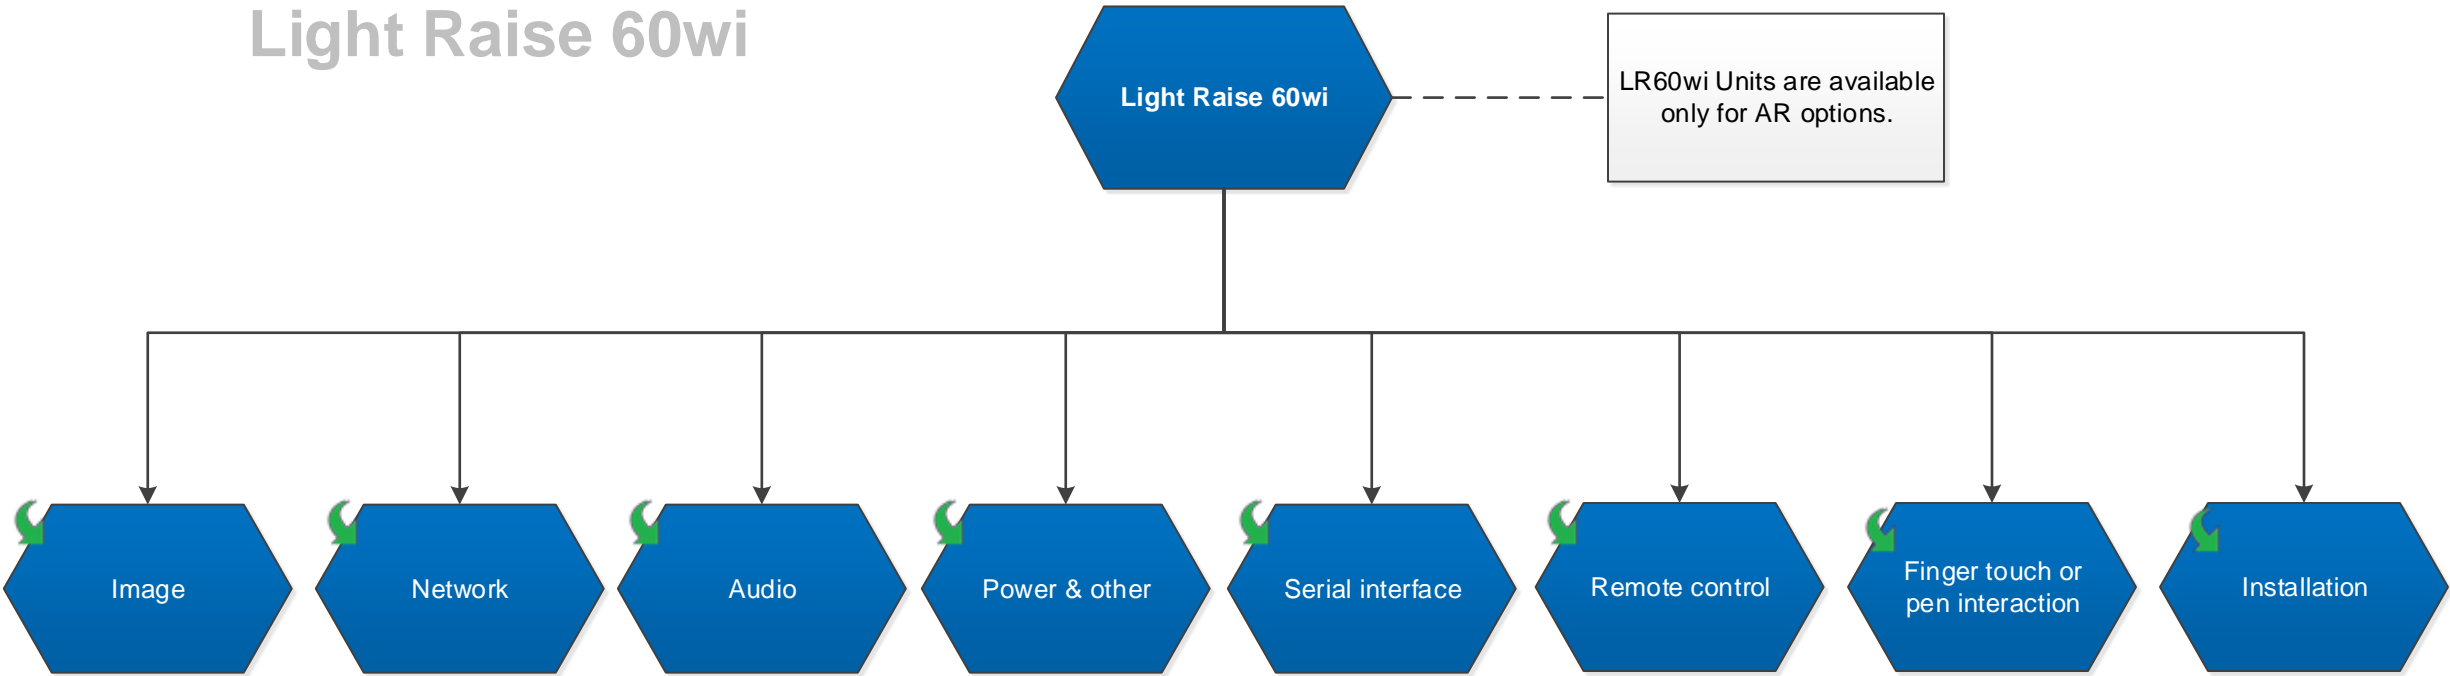 Light Raise 60wi
Light Raise 60wi
LR60wi Units are available
only for AR options.
Image
Network
Audio
Power & other
Serial interface
Remote control
Finger touch or
pen interaction
Installation